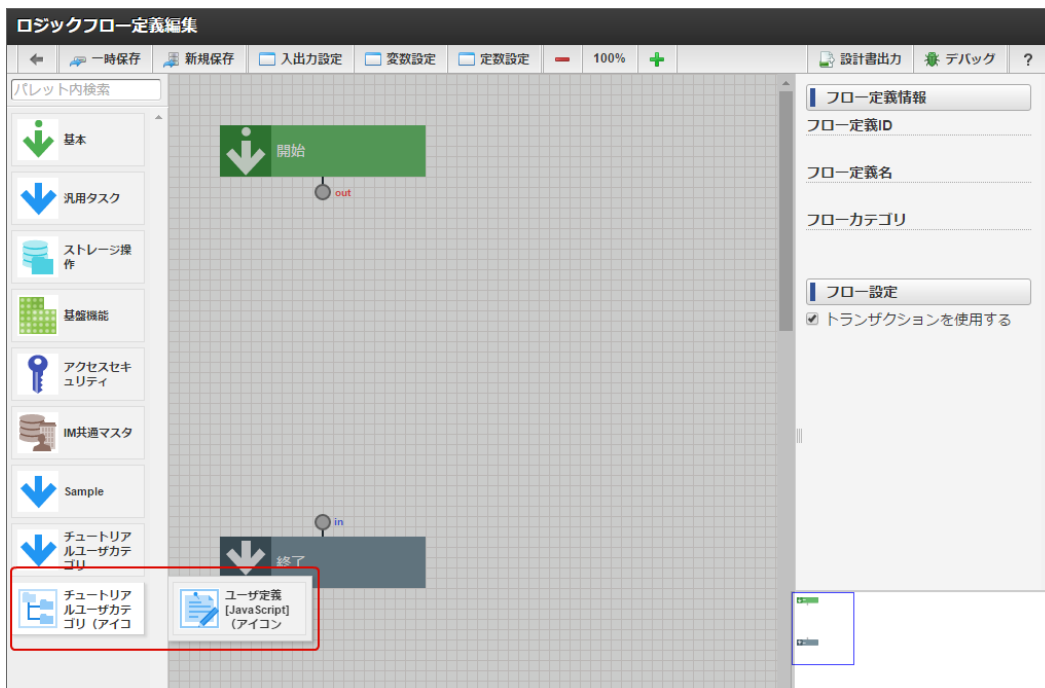 ロジックフロー定義編集
一時保存 新規保存 入出力設定 変数設定 定数設定 100% 設計書出力 デバッグ ?
パレット内検索
基本
汎用タスク
ストレージ操
作
基盤機能
アクセスセキ
ュリティ
IM共通マスタ
Sample
チュートリア
ルユーザカテ
ゴリ
チュートリア
ルユーザカテ
ゴリ（アイコ
ユーザ定義
[JavaScript]
（アイコン
開始
out
in
終了
フロー定義情報
フロー定義ID
フロー定義名
フローカテゴリ
フロー設定
トランザクションを使用する